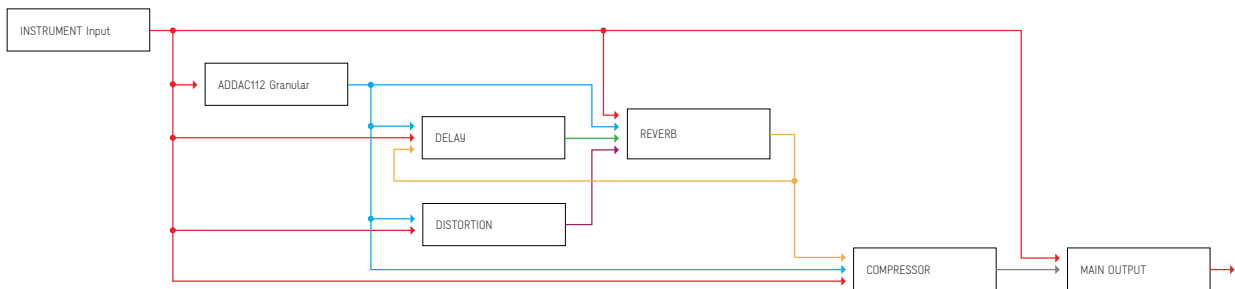 INSTRUMENT Input
ADDAC112 Granular
DELAY
REVERB
DISTORTION
COMPRESSOR
MAIN OUTPUT